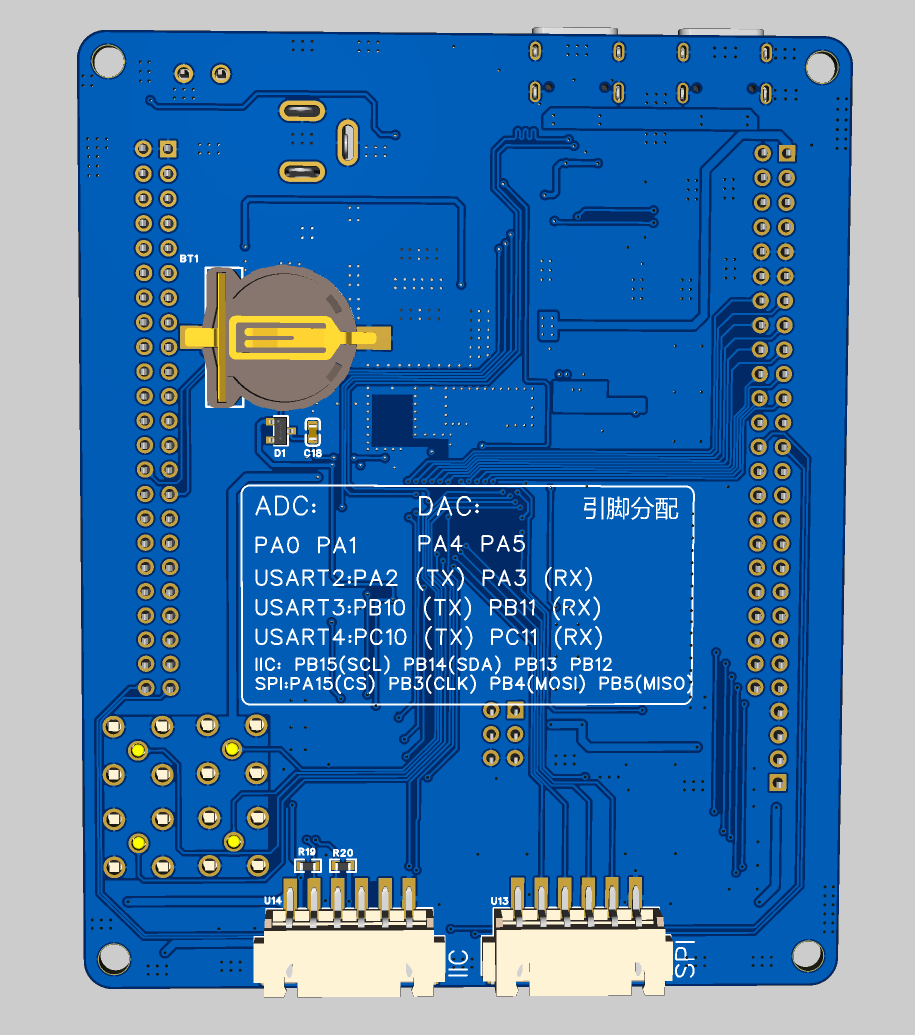 BT1
D1
C18
ADC: DAC: 引脚分配
PA0 PA1 PA4 PA5
USART2:PA2 (TX) PA3 (RX)
USART3:PB10 (TX) PB11 (RX)
USART4:PC10 (TX) PC11 (RX)
IIC: PB15(SCL) PB14(SDA) PB13 PB12
SPI:PA15(CS) PB3(CLK) PB4(MOSI) PB5(MISO)
R19
R20
U14
U13
IIC
SPI